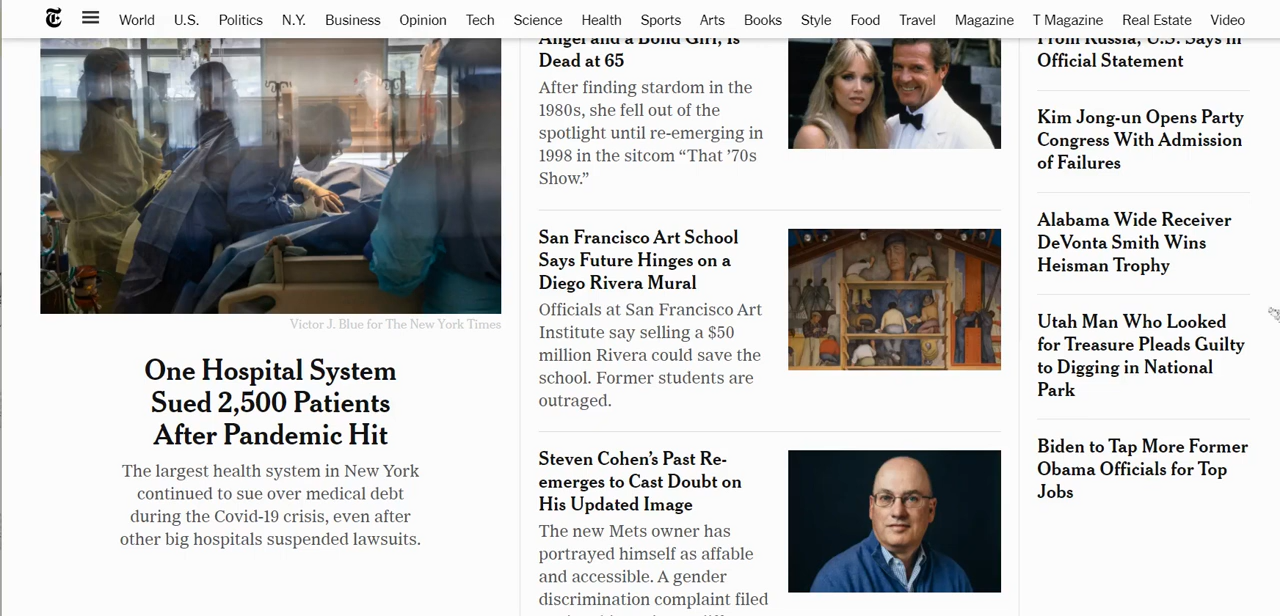 World U.S. Politics N.Y. Business Opinion Tech Science Health Sports Arts Books Style Food Travel Magazine T Magazine Real Estate Video
Victor J. Blue for The New York Times
One Hospital System
Sued 2,500 Patients
After Pandemic Hit
The largest health system in New York
continued to sue over medical debt
during the Covid-19 crisis, even after
other big hospitals suspended lawsuits.
Angel and a Bond Girl, Is
Dead at 65
After finding stardom in the
1980s, she fell out of the
spotlight until re-emerging in
1998 in the sitcom “That ’70s
Show.”
San Francisco Art School
Says Future Hinges on a
Diego Rivera Mural
Officials at San Francisco Art
Institute say selling a $50
million Rivera could save the
school. Former students are
outraged.
Steven Cohen’s Past Re-
emerges to Cast Doubt on
His Updated Image
The new Mets owner has
portrayed himself as affable
and accessible. A gender
discrimination complaint filed
From Russia, U.S. Says in
Official Statement
Kim Jong-un Opens Party
Congress With Admission
of Failures
Alabama Wide Receiver
DeVonta Smith Wins
Heisman Trophy
Utah Man Who Looked
for Treasure Pleads Guilty
to Digging in National
Park
Biden to Tap More Former
Obama Officials for Top
Jobs